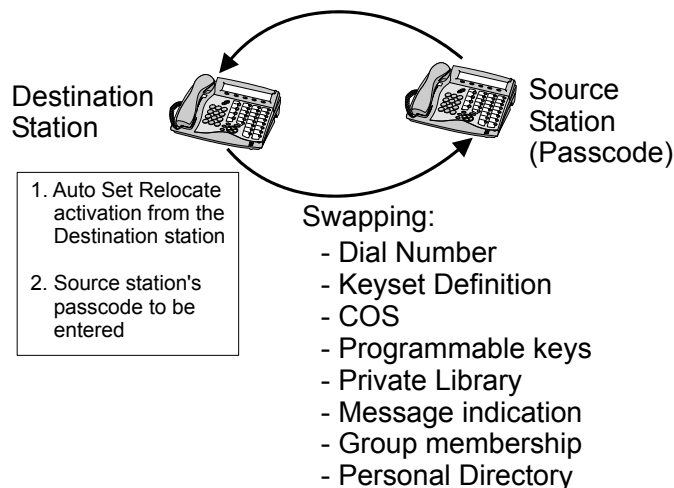 Destination
Station
Source
Station
(Passcode)
1. Auto Set Relocate
activation from the
Destination station
2. Source station's
passcode to be
entered
Swapping:
- Dial Number
- Keyset Definition
- COS
- Programmable keys
- Private Library
- Message indication
- Group membership
- Personal Directory